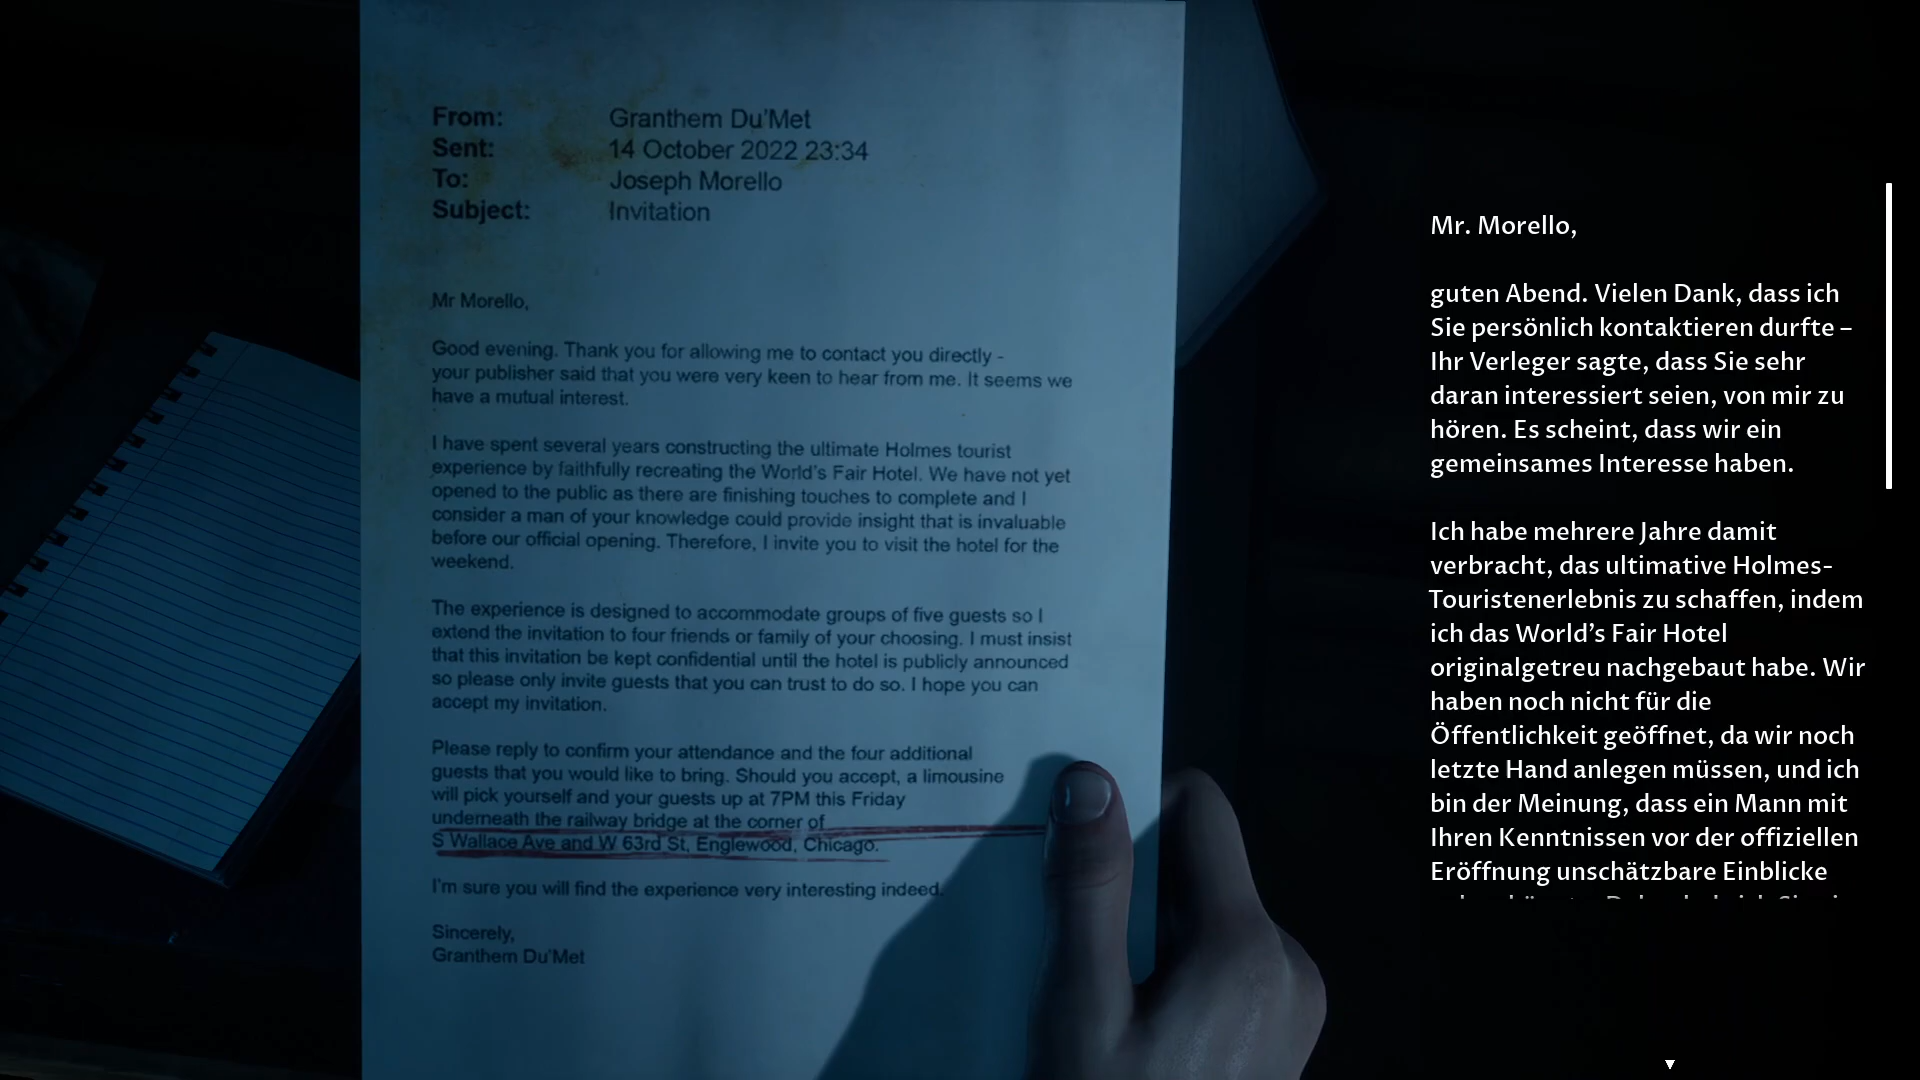 From: Granthem Du'Met
Sent: 14 October 2022 23:34
To: Joseph Morello
Subject: Invitation
Mr Morello,
Good evening. Thank you for allowing me to contact you directly -
your publisher said that you were very keen to hear from me. It seems we
have a mutual interest.
I have spent several years constructing the ultimate Holmes tourist
experience by faithfully recreating the World's Fair Hotel. We have not yet
opened to the public as there are finishing touches to complete and I
consider a man of your knowledge could provide insight that is invaluable
before our official opening. Therefore, I invite you to visit the hotel for the
weekend.
The experience is designed to accommodate groups of five guests so I
extend the invitation to four friends or family of your choosing. I must insist
that this invitation be kept confidential until the hotel is publicly announced
so please only invite guests that you can trust to do so. I hope you can
accept my invitation.
Please reply to confirm your attendance and the four additional
guests that you would like to bring. Should you accept, a limousine
will pick yourself and your guests up at 7PM this Friday
underneath the railway bridge at the corner of
S Wallace Ave and W 63rd St, Englewood, Chicago.
I'm sure you will find the experience very interesting indeed.
Sincerely,
Granthem Du'Met
Mr. Morello,
guten Abend. Vielen Dank, dass ich
Sie persönlich kontaktieren durfte –
Ihr Verleger sagte, dass Sie sehr
daran interessiert seien, von mir zu
hören. Es scheint, dass wir ein
gemeinsames Interesse haben.
Ich habe mehrere Jahre damit
verbracht, das ultimative Holmes-
Touristenerlebnis zu schaffen, indem
ich das World's Fair Hotel
originalgetreu nachgebaut habe. Wir
haben noch nicht für die
Öffentlichkeit geöffnet, da wir noch
letzte Hand anlegen müssen, und ich
bin der Meinung, dass ein Mann mit
Ihren Kenntnissen vor der offiziellen
Eröffnung unschätzbare Einblicke